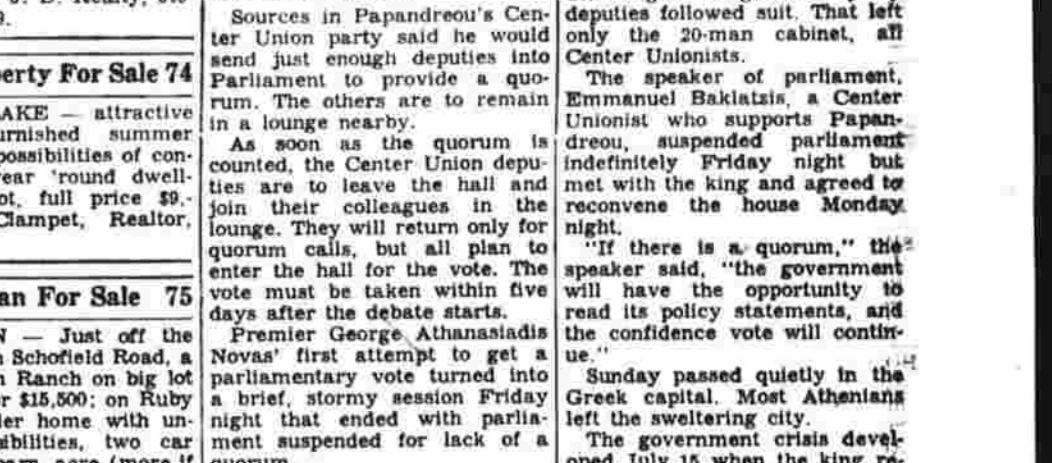 9.
erty For Sale 74
AKE — attractive
urnished summer
possibilities of con-
ear 'round dwell-
ot, full price $9,-
Clampet, Realtor,
an For Sale 75
N — Just off the
Schofield Road, a
Ranch on big lot
r $15,500; on Ruby
ler home with un-
sibilities, two car
Sources in Papandreou's Cen-
ter Union party said he would
send just enough deputies into
Parliament to provide a quo-
rum. The others are to remain
in a lounge nearby.
As soon as the quorum is
counted, the Center Union depu-
ties are to leave the hall and
join their colleagues in the
lounge. They will return only for
quorum calls, but all plan to
enter the hall for the vote. The
vote must be taken within five
days after the debate starts.
Premier George Athanasiadis
Novas' first attempt to get a
parliamentary vote turned into
a brief, stormy session Friday
night that ended with parlia-
ment suspended for lack of a
quorum.
deputies followed suit. That left
only the 20-man cabinet, all
Center Unionists.
The speaker of parliament,
Emmanuel Baklatzis, a Center
Unionist who supports Papan-
dreou, suspended parliament
indefinitely Friday night but
met with the king and agreed to
reconvene the house Monday
night.
"If there is a quorum," the
speaker said, "the government
will have the opportunity to
read its policy statements, and
the confidence vote will contin-
ue."
Sunday passed quietly in the
Greek capital. Most Athenians
left the sweltering city.
The government crisis devel-
oped July 15 when the king re-